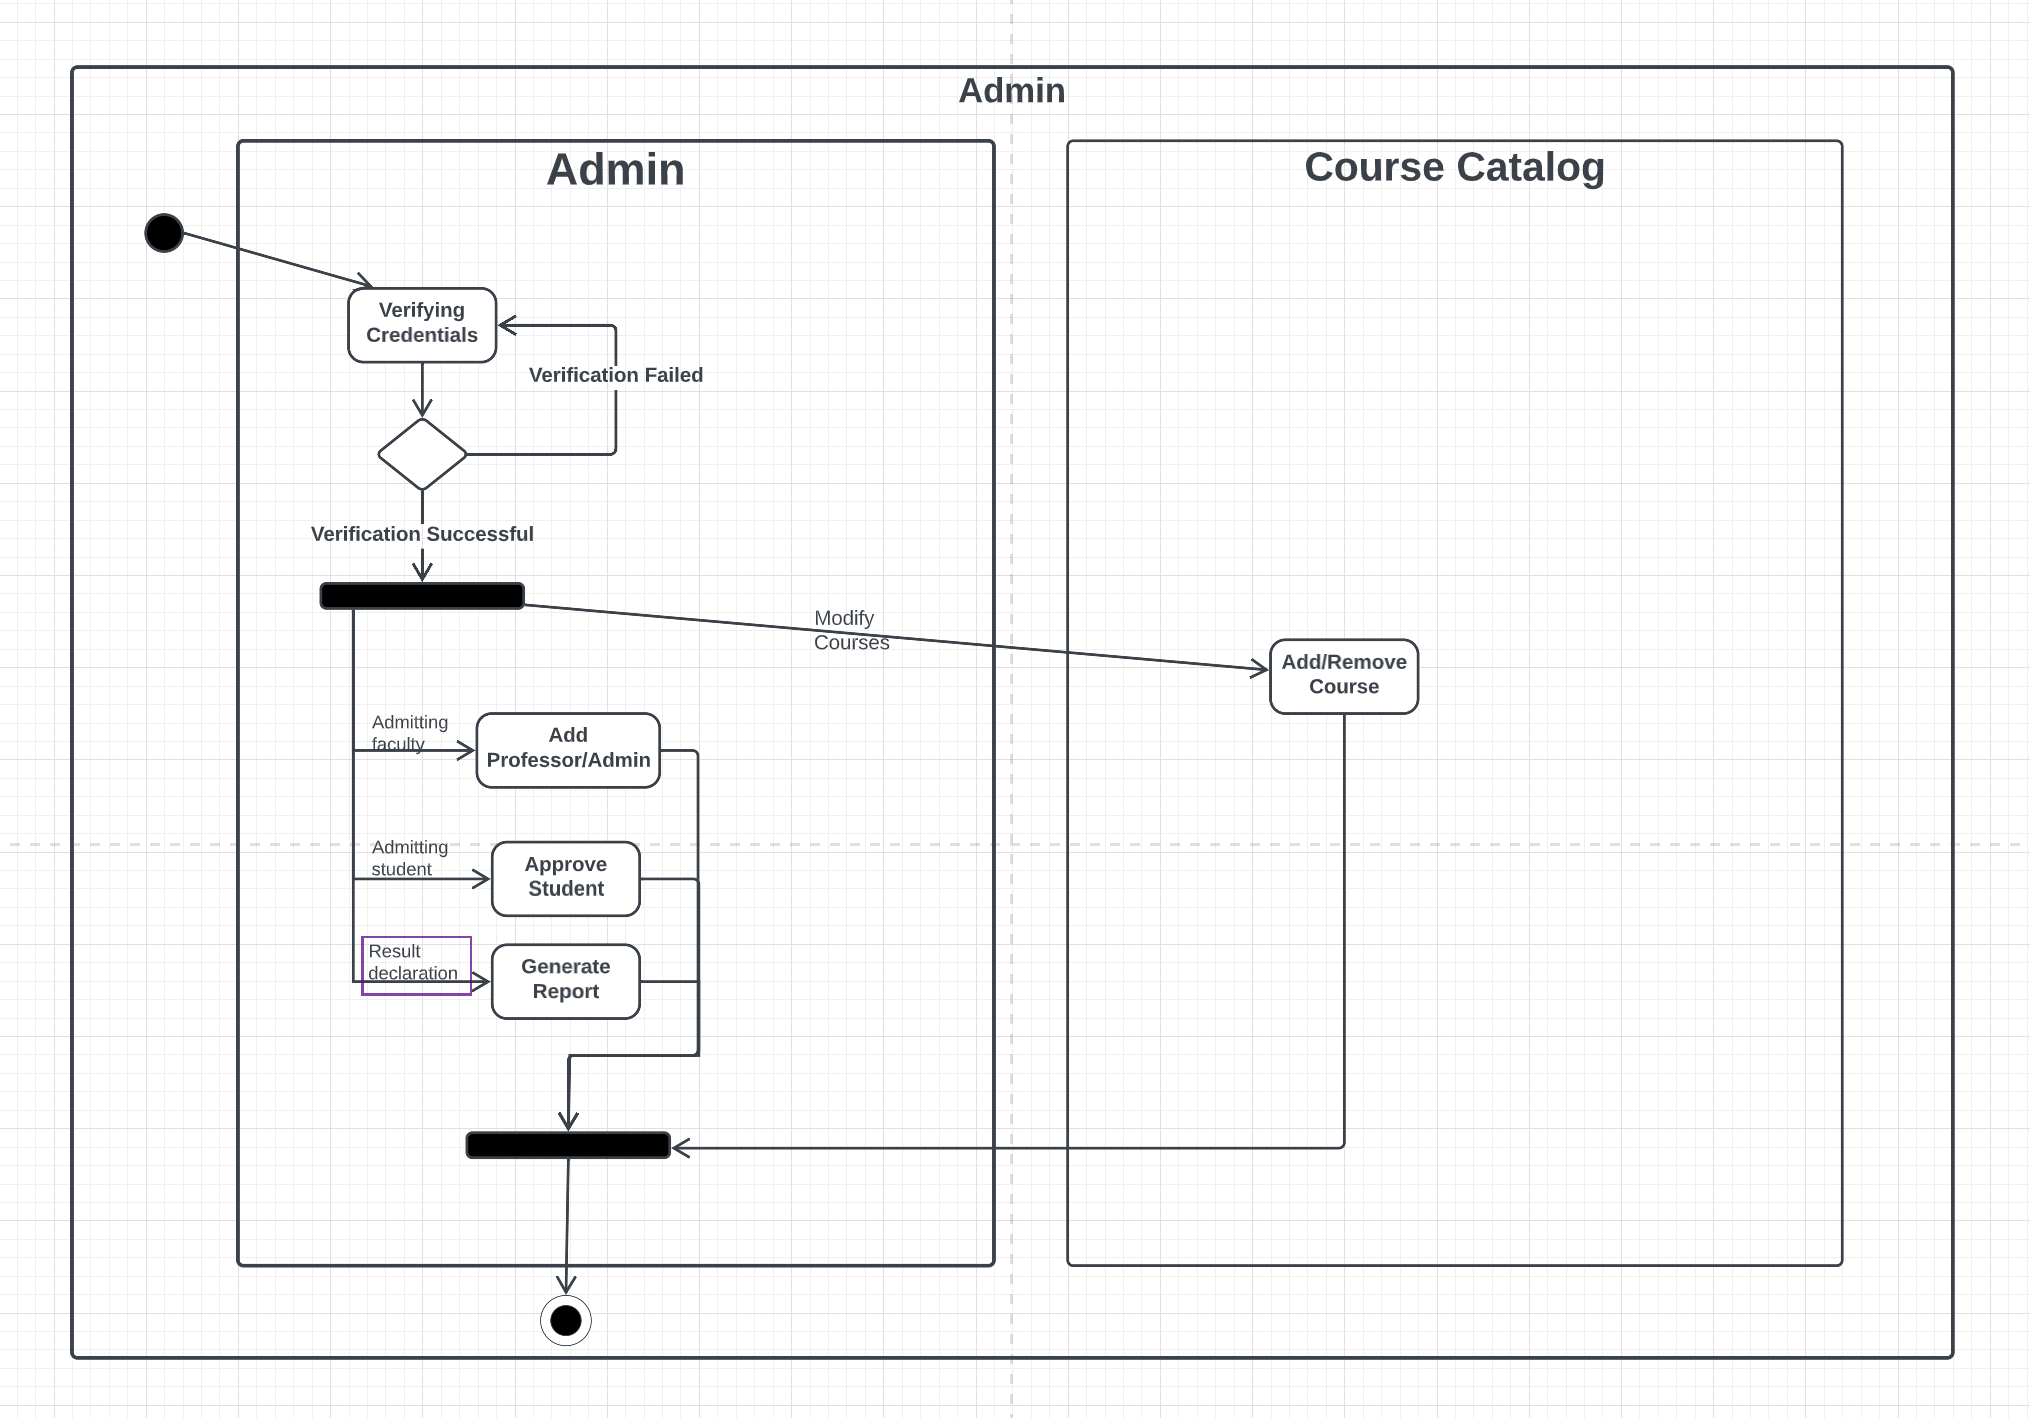 Admin
Admin
Course Catalog
Verifying
Credentials
Verification Failed
Verification Successful
Modify
Courses
Add/Remove
Course
Admitting
faculty
Add
Professor/Admin
Admitting
student
Approve
Student
Result
declaration
Generate
Report